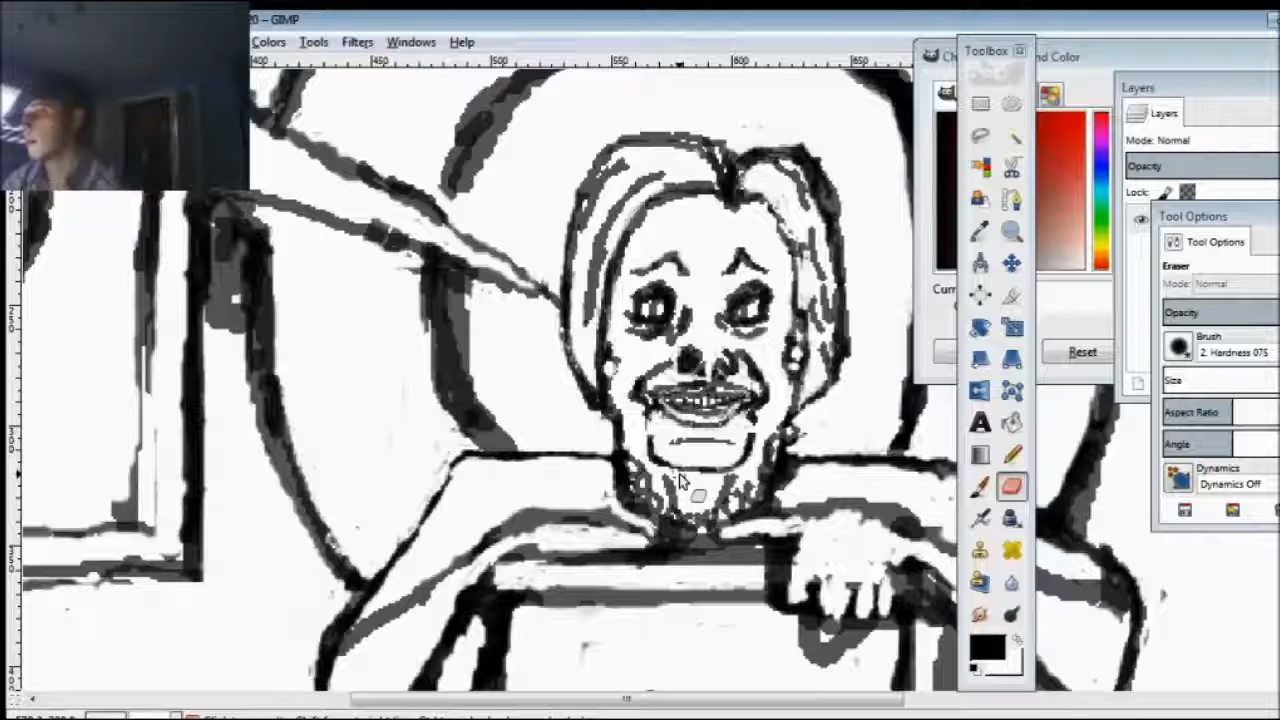 20 – GIMP
Colors Tools Filters Windows Help
400 450 500 550 600 650
Toolbox
nd Color
Layers
Layers
Mode: Normal
Opacity
Lock:
Tool Options
Tool Options
Eraser
Mode: Normal
Opacity
Brush
2. Hardness 075
Reset
Size
Aspect Ratio
Angle
Dynamics
Dynamics Off